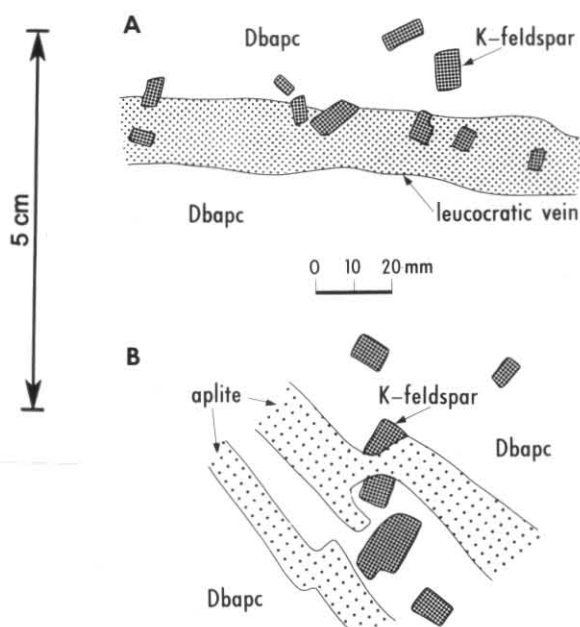 A
Dbapc
K-feldspar
5 cm
Dbapc
leucocratic vein
0 10 20 mm
B
aplite
K-feldspar
Dbapc
Dbapc